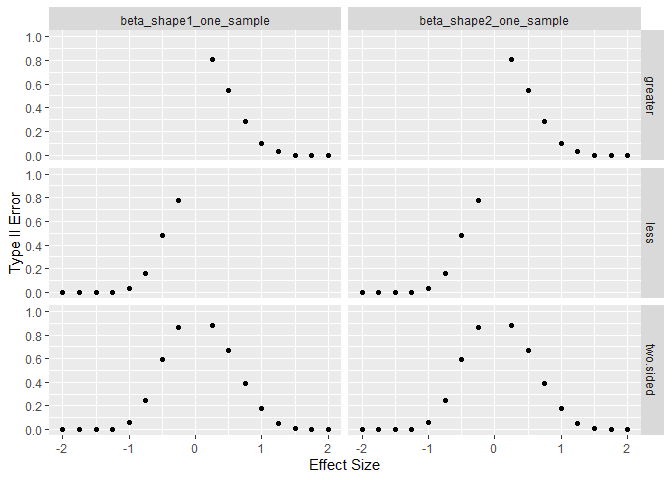 beta_shape1_one_sample
beta_shape2_one_sample
1.0
0.8
0.6
0.4
0.2
0.0
greater
1.0
0.8
0.6
0.4
0.2
0.0
less
1.0
0.8
0.6
0.4
0.2
0.0
two.sided
Type II Error
-2 -1 0 1 2
-2 -1 0 1 2
Effect Size